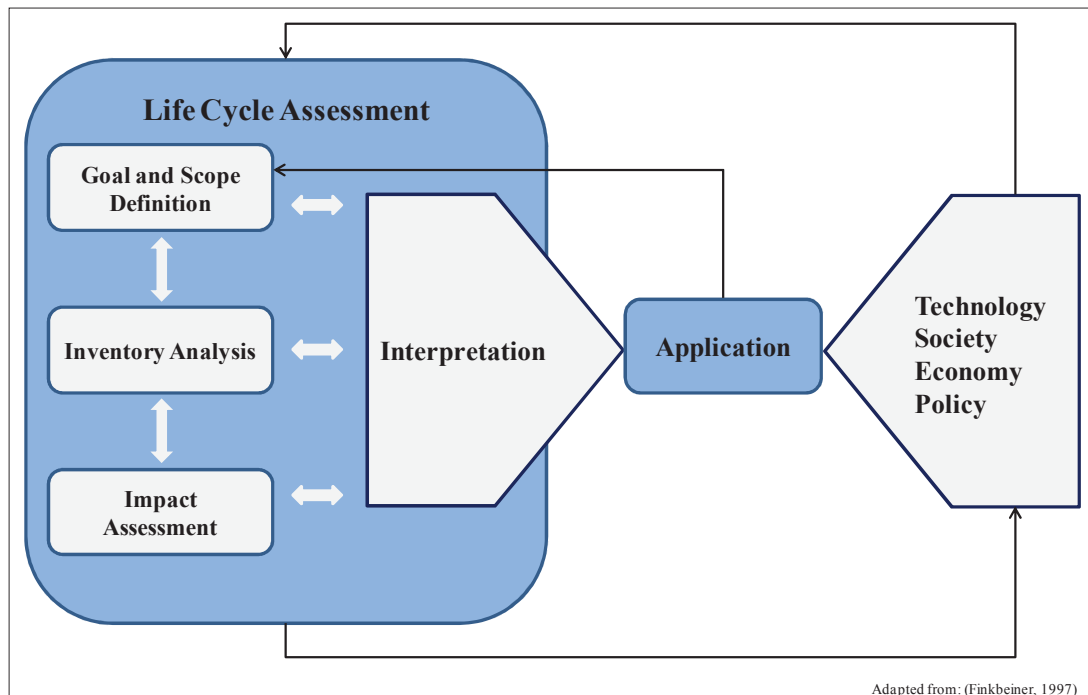 Life Cycle Assessment
Goal and Scope
Definition
Inventory Analysis
Impact
Assessment
Interpretation
Application
Technology
Society
Economy
Policy
Adapted from: (Finkbeiner, 1997)